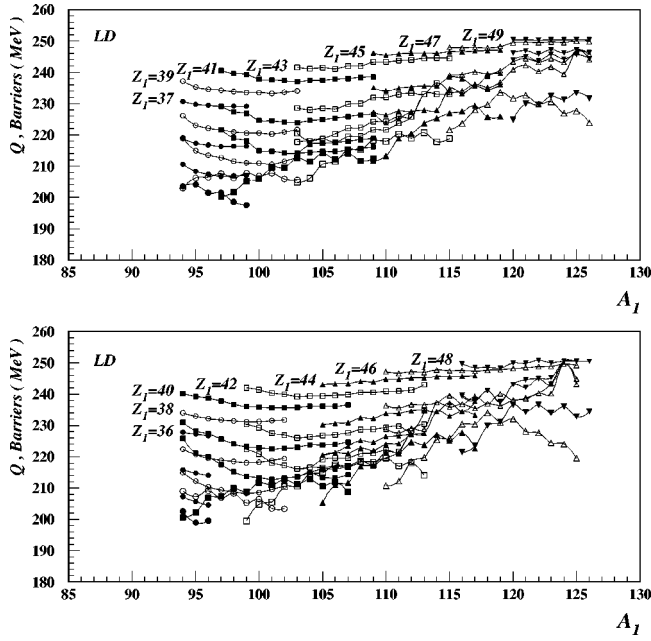 Q , Barriers ( MeV )
260
250
240
230
220
210
200
190
180
LD
Z1=39
Z1=41
Z1=43
Z1=45
Z1=47
Z1=49
Z1=37
85
90
95
100
105
110
115
120
125
130
A1
Q , Barriers ( MeV )
260
250
240
230
220
210
200
190
180
LD
Z1=40
Z1=42
Z1=44
Z1=46
Z1=48
Z1=38
Z1=36
85
90
95
100
105
110
115
120
125
130
A1